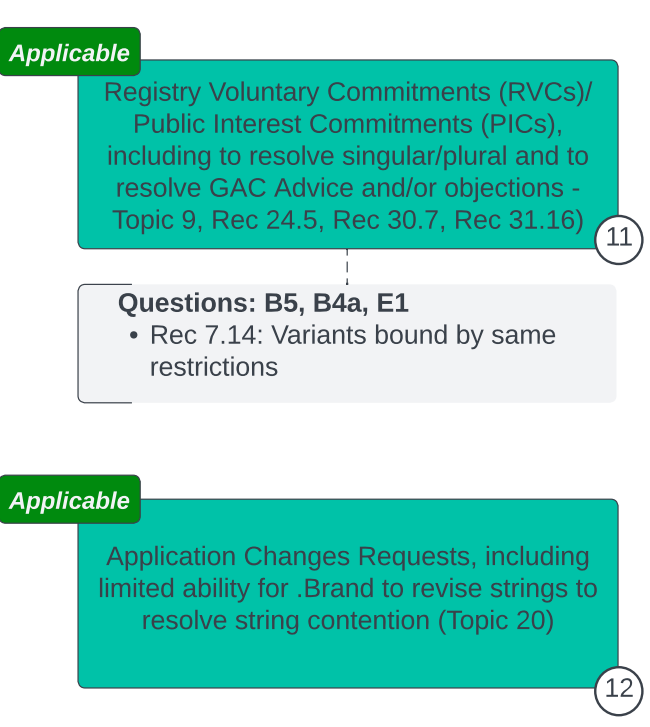 Applicable
Registry Voluntary Commitments (RVCs)/
Public Interest Commitments (PICs),
including to resolve singular/plural and to
resolve GAC Advice and/or objections -
Topic 9, Rec 24.5, Rec 30.7, Rec 31.16)
11
Questions: B5, B4a, E1
• Rec 7.14: Variants bound by same
restrictions
Applicable
Application Changes Requests, including
limited ability for .Brand to revise strings to
resolve string contention (Topic 20)
12